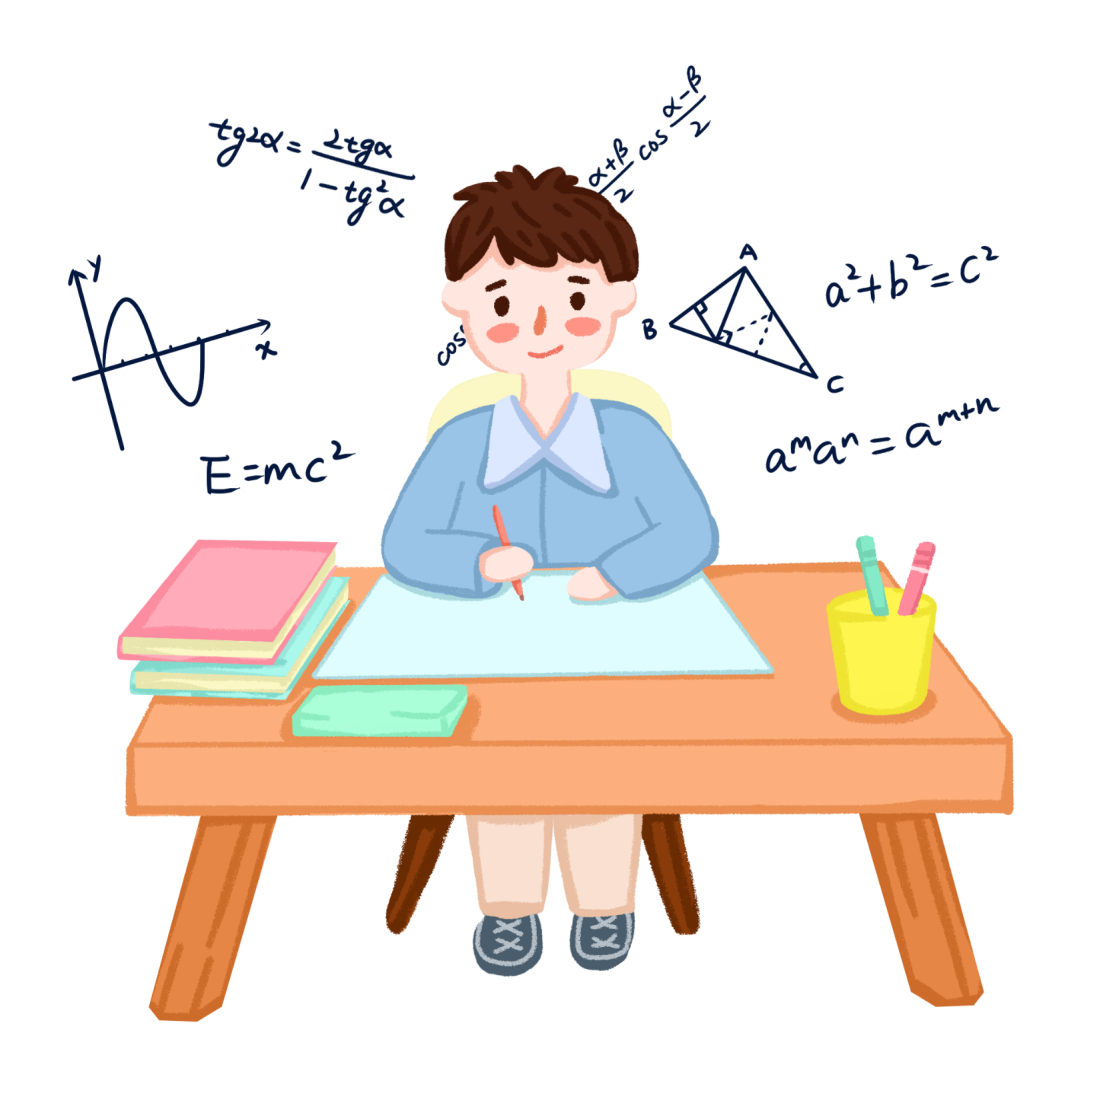 tg2α = 2tgα / 1 - tg²α
cos
α+β / 2 cos α-β / 2
y
x
A
B
C
a² + b² = c²
E = mc²
aᵐaⁿ = aᵐ⁺ⁿ